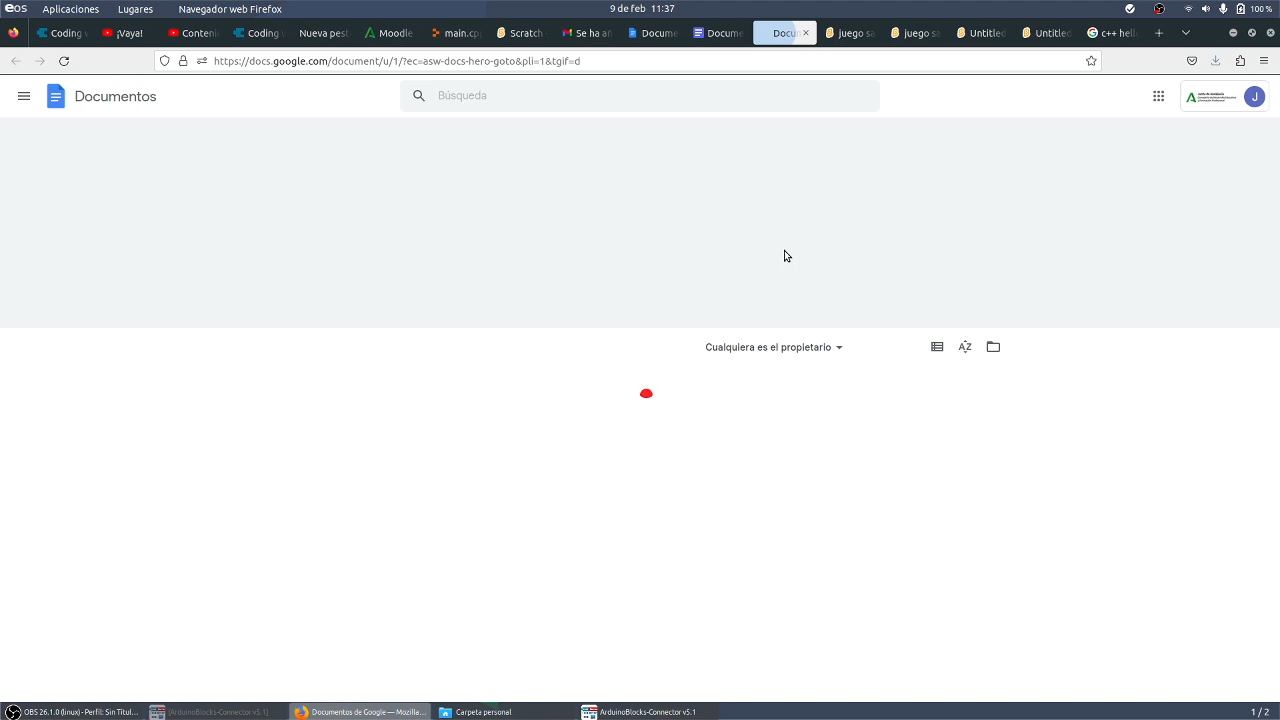 eos Aplicaciones Lugares Navegador web Firefox 9 de feb 11:37 100 %
Coding ¡Vaya! Conteni Coding Nueva pest Moodle main.cp Scratch Se ha añ Docume Docume Docu juego sa juego sa Untitled Untitled c++ hell
https://docs.google.com/document/u/1/?ec=asw-docs-hero-goto&pli=1&tgif=d
Documentos Búsqueda Junta de Andalucía J
Cualquiera es el propietario AZ
OBS 26.1.0 (linux) - Perfil: Sin Titul... [ArduinoBlocks-Connector v5.1] Documentos de Google — Mozilla... Carpeta personal ArduinoBlocks-Connector v5.1 1 / 2